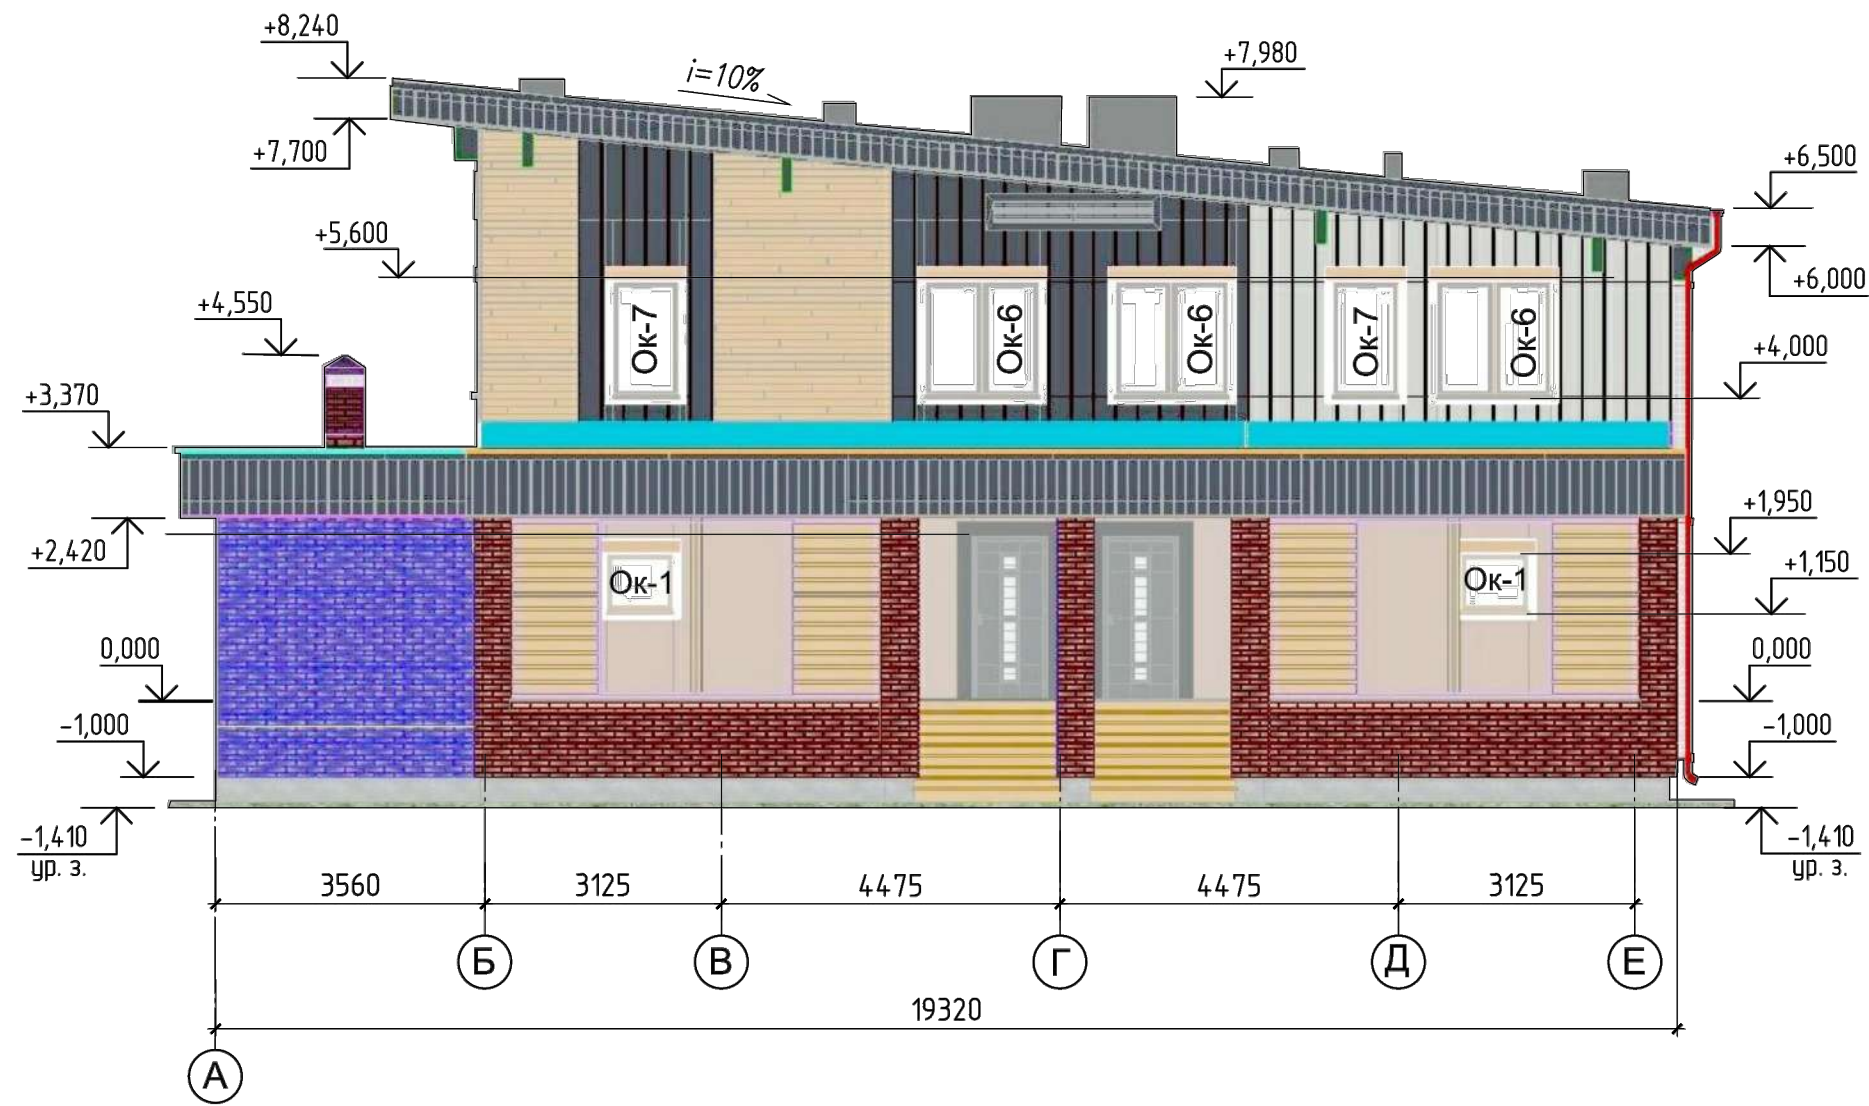 +8,240
i=10%
+7,980
+7,700
+6,500
+5,600
+6,000
+4,550
Ок-7
Ок-6
Ок-6
Ок-7
Ок-6
+4,000
+3,370
+1,950
+2,420
Ок-1
Ок-1
+1,150
0,000
0,000
-1,000
-1,000
-1,410
ур. з.
-1,410
ур. з.
3560
3125
4475
4475
3125
Б
В
Г
Д
Е
19320
А